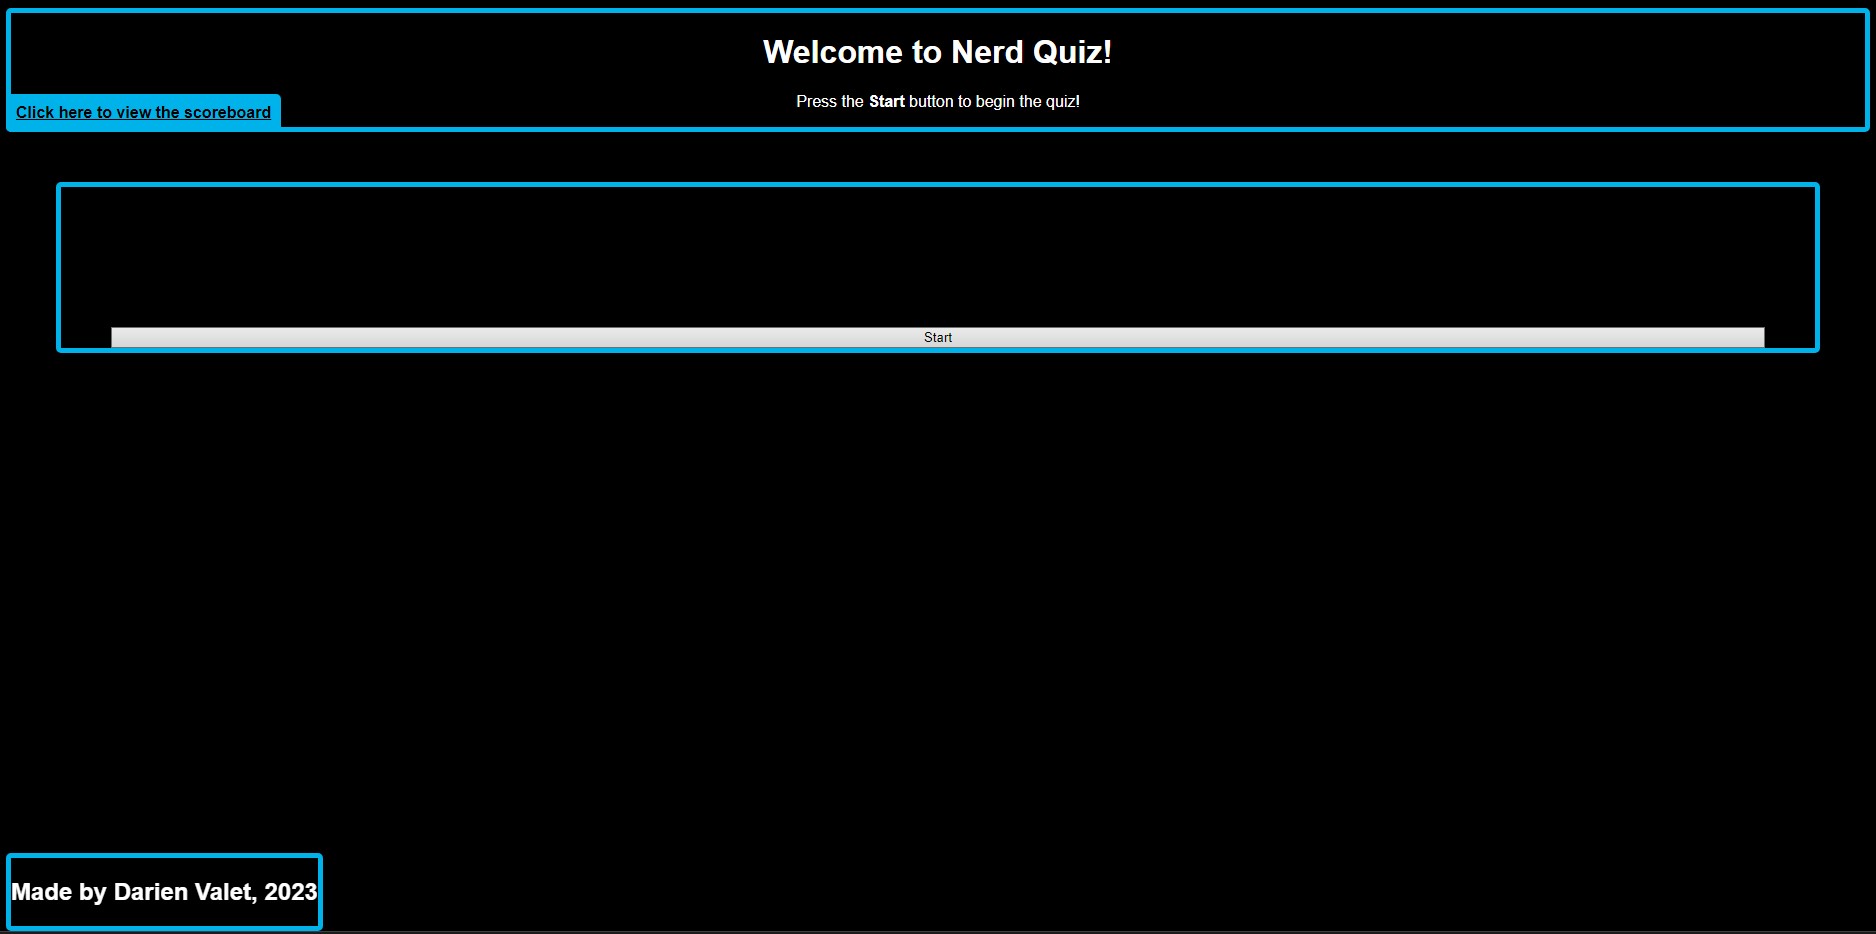 Welcome to Nerd Quiz!
Press the Start button to begin the quiz!
Click here to view the scoreboard
Start
Made by Darien Valet, 2023